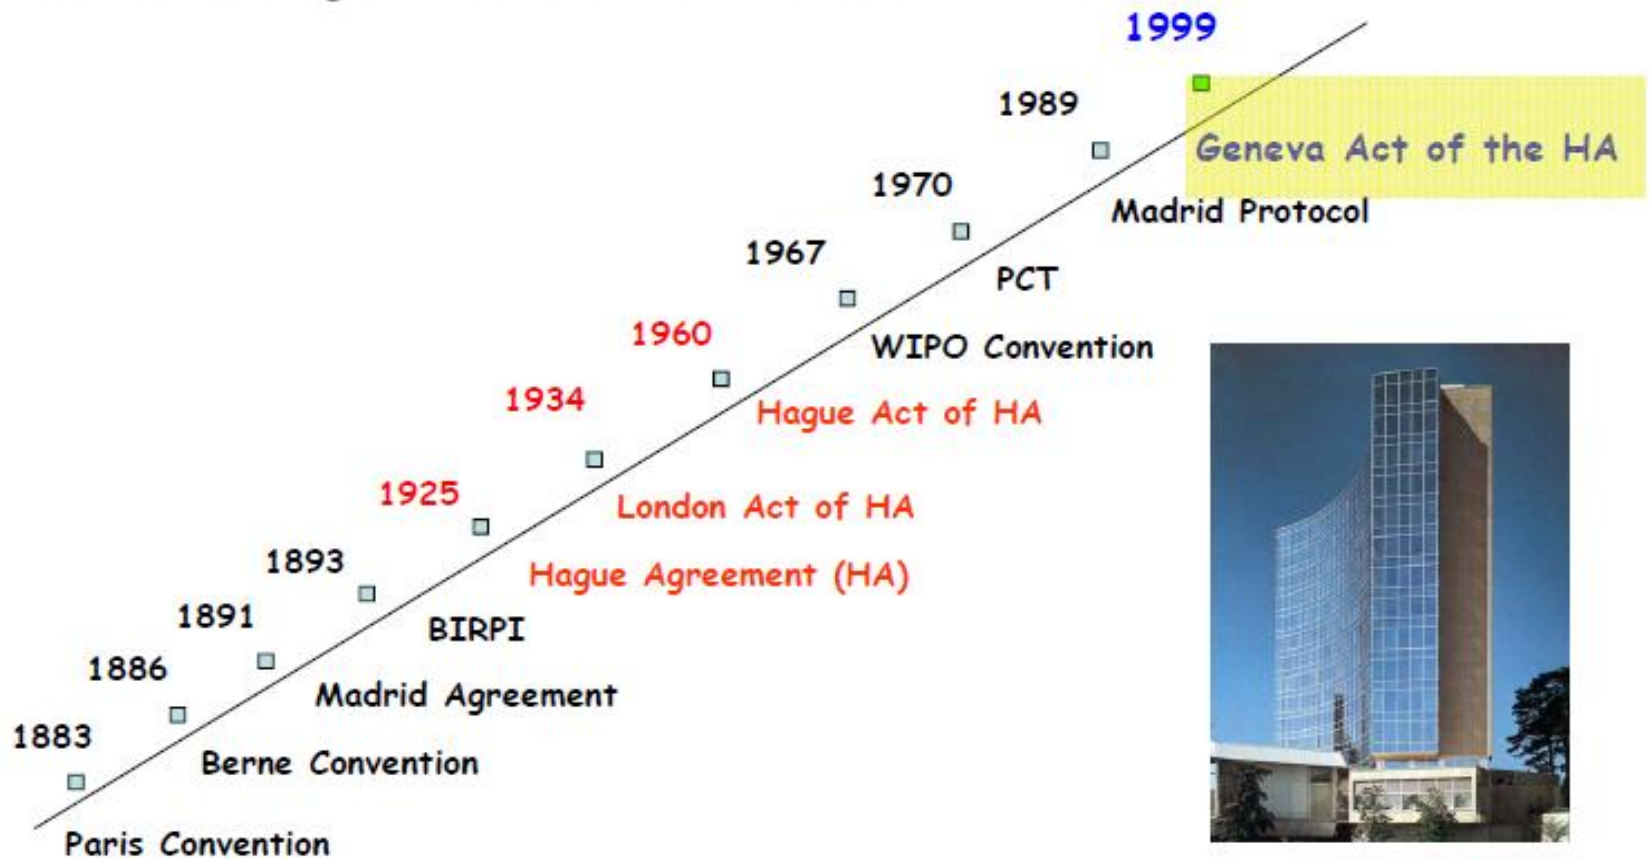 1999
1989
Geneva Act of the HA
1970
Madrid Protocol
1967
PCT
1960
WIPO Convention
1934
Hague Act of HA
1925
London Act of HA
1893
Hague Agreement (HA)
1891
BIRPI
1886
Madrid Agreement
1883
Berne Convention
Paris Convention